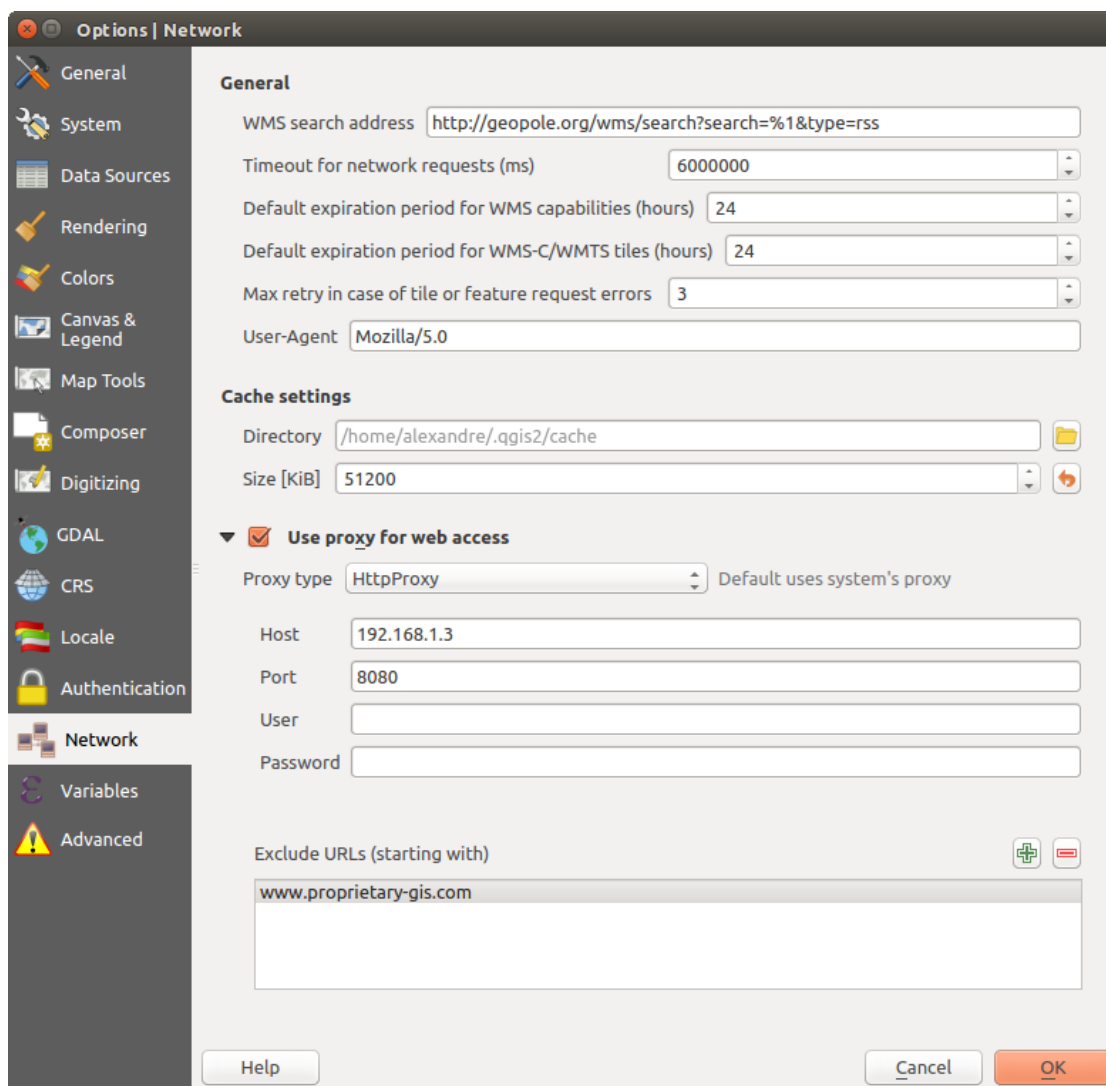 Options | Network
General
System
Data Sources
Rendering
Colors
Canvas &
Legend
Map Tools
Composer
Digitizing
GDAL
CRS
Locale
Authentication
Network
Variables
Advanced
General
WMS search address http://geopole.org/wms/search?search=%1&type=rss
Timeout for network requests (ms) 6000000
Default expiration period for WMS capabilities (hours) 24
Default expiration period for WMS-C/WMTS tiles (hours) 24
Max retry in case of tile or feature request errors 3
User-Agent Mozilla/5.0
Cache settings
Directory /home/alexandre/.qgis2/cache
Size [KiB] 51200
Use proxy for web access
Proxy type HttpProxy Default uses system's proxy
Host 192.168.1.3
Port 8080
User
Password
Exclude URLs (starting with)
www.proprietary-gis.com
Help Cancel OK